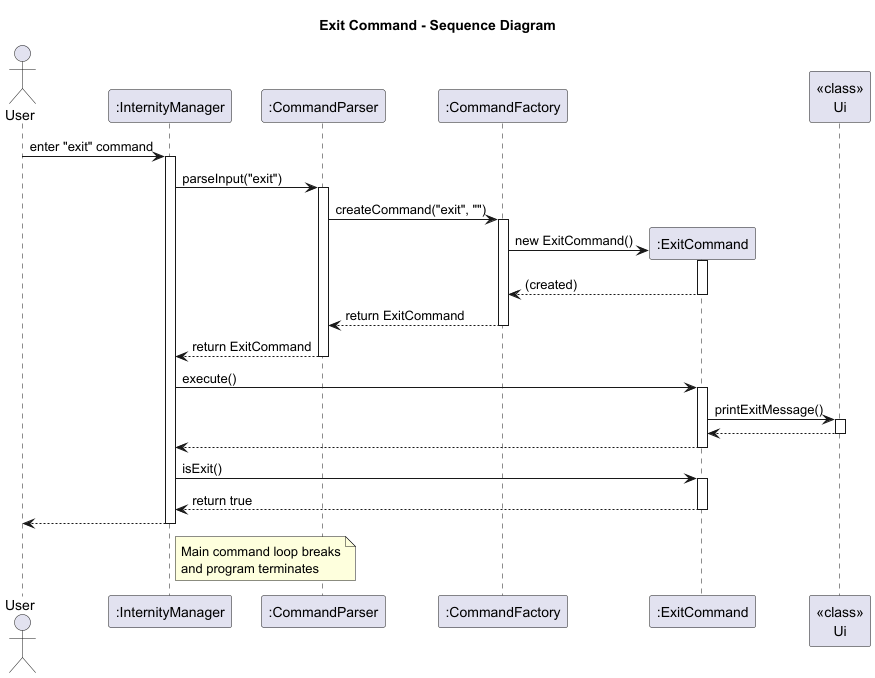 Exit Command - Sequence Diagram
User
:InternityManager
:CommandParser
:CommandFactory
«class»
Ui
enter "exit" command
parseInput("exit")
createCommand("exit", "")
new ExitCommand()
:ExitCommand
(created)
return ExitCommand
return ExitCommand
execute()
printExitMessage()
isExit()
return true
Main command loop breaks
and program terminates
User
:InternityManager
:CommandParser
:CommandFactory
:ExitCommand
«class»
Ui